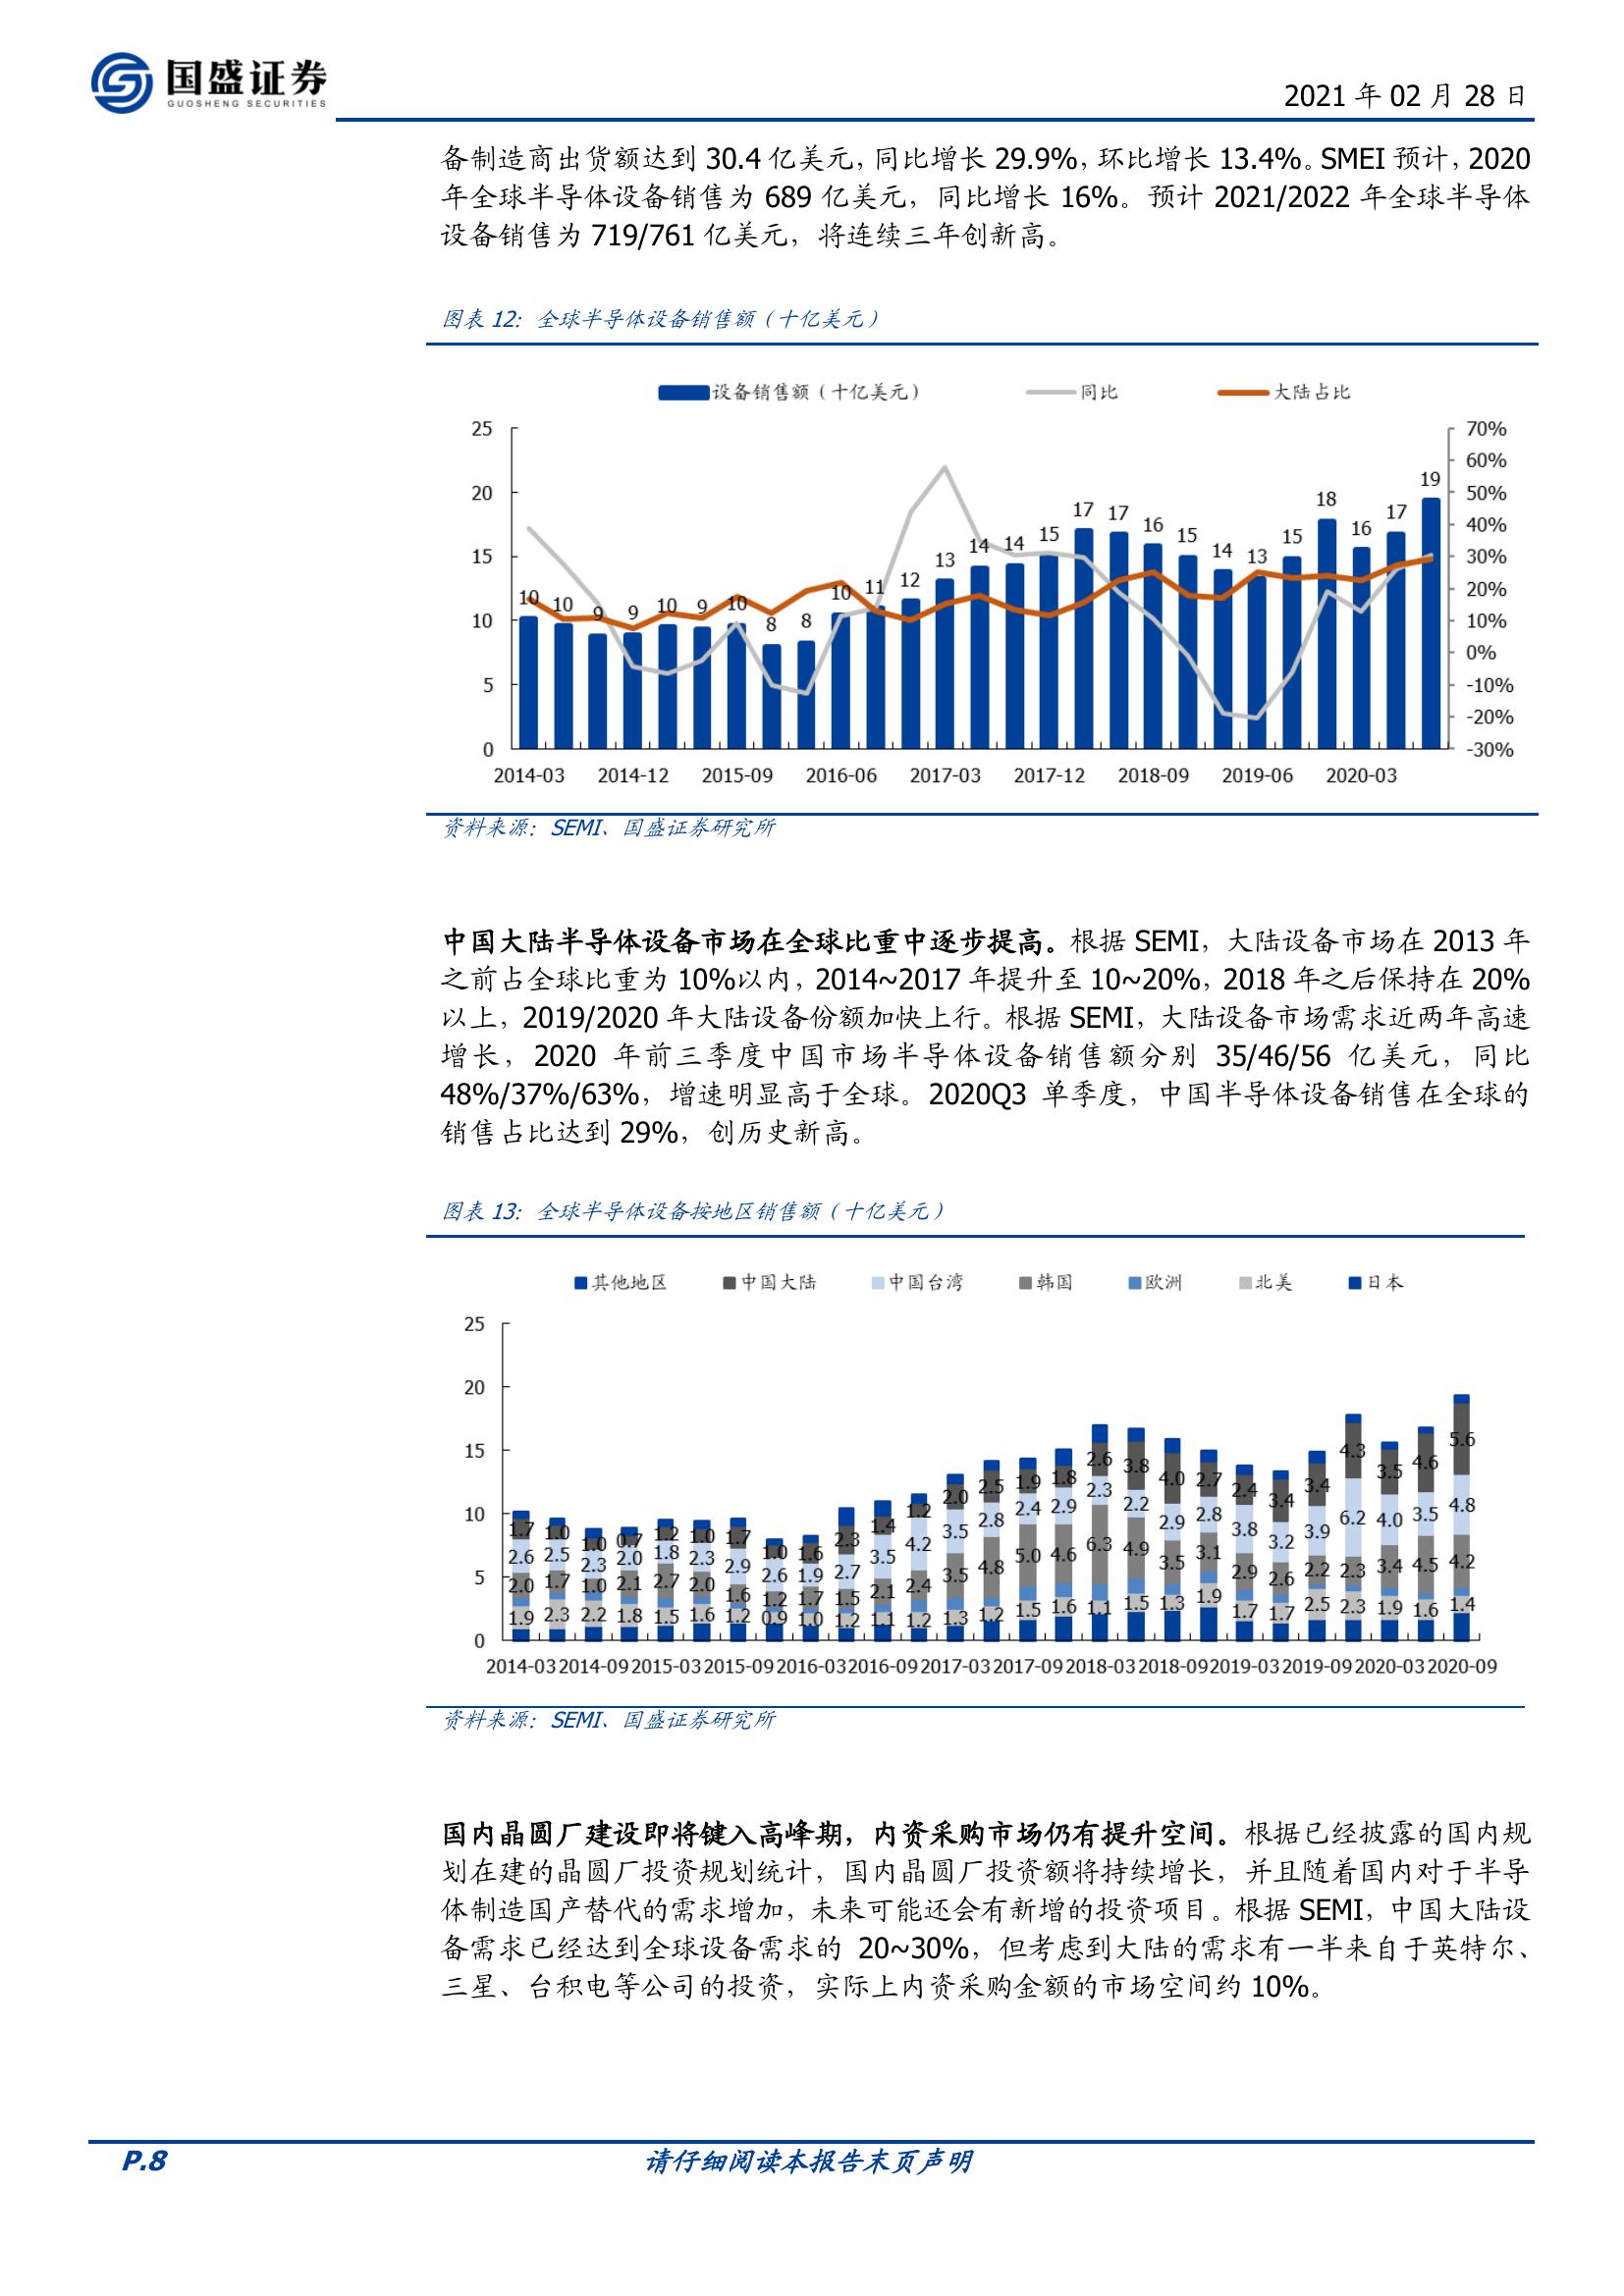 国盛证券
GUOSHENG SECURITIES
2021 年 02 月 28 日
备制造商出货额达到 30.4 亿美元，同比增长 29.9%，环比增长 13.4%。SMEI 预计，2020
年全球半导体设备销售为 689 亿美元，同比增长 16%。预计 2021/2022 年全球半导体
设备销售为 719/761 亿美元，将连续三年创新高。
图表 12：全球半导体设备销售额（十亿美元）
设备销售额（十亿美元） 同比 大陆占比
25 20 15 10 5 0
70% 60% 50% 40% 30% 20% 10% 0% -10% -20% -30%
10 10 9 9 10 9 10 8 8 10 11 12 13 14 14 15 17 17 16 15 14 13 15 18 16 17 19
2014-03 2014-12 2015-09 2016-06 2017-03 2017-12 2018-09 2019-06 2020-03
资料来源：SEMI、国盛证券研究所
中国大陆半导体设备市场在全球比重中逐步提高。根据 SEMI，大陆设备市场在 2013 年
之前占全球比重为 10%以内，2014~2017 年提升至 10~20%，2018 年之后保持在 20%
以上，2019/2020 年大陆设备份额加快上行。根据 SEMI，大陆设备市场需求近两年高速
增长，2020 年前三季度中国市场半导体设备销售额分别 35/46/56 亿美元，同比
48%/37%/63%，增速明显高于全球。2020Q3 单季度，中国半导体设备销售在全球的
销售占比达到 29%，创历史新高。
图表 13：全球半导体设备按地区销售额（十亿美元）
其他地区 中国大陆 中国台湾 韩国 欧洲 北美 日本
25 20 15 10 5 0
1.7 1.0 1.0 0.7 1.2 1.0 1.7 1.0 1.6 2.3 1.4 1.2 2.0 2.5 1.9 1.8 2.6 3.8 4.0 2.7 2.4 3.4 3.4 4.3 3.5 4.6 5.6
2.6 2.5 2.3 2.0 1.8 2.3 2.9 2.6 1.9 2.7 3.5 4.2 3.5 2.8 2.4 2.9 2.3 2.2 2.9 2.8 3.8 3.2 3.9 6.2 4.0 3.5 4.8
2.0 1.7 1.0 2.1 2.7 2.0 1.6 1.2 1.7 1.5 2.1 2.4 3.5 4.8 5.0 4.6 6.3 4.9 3.5 3.1 2.9 2.6 2.2 2.3 3.4 4.5 4.2
1.9 2.3 2.2 1.8 1.5 1.6 1.2 0.9 1.0 1.2 1.1 1.2 1.3 1.2 1.5 1.6 1.1 1.5 1.3 1.9 1.7 1.7 2.5 2.3 1.9 1.6 1.4
2014-03 2014-09 2015-03 2015-09 2016-03 2016-09 2017-03 2017-09 2018-03 2018-09 2019-03 2019-09 2020-03 2020-09
资料来源：SEMI、国盛证券研究所
国内晶圆厂建设即将键入高峰期，内资采购市场仍有提升空间。根据已经披露的国内规
划在建的晶圆厂投资规划统计，国内晶圆厂投资额将持续增长，并且随着国内对于半导
体制造国产替代的需求增加，未来可能还会有新增的投资项目。根据 SEMI，中国大陆设
备需求已经达到全球设备需求的 20~30%，但考虑到大陆的需求有一半来自于英特尔、
三星、台积电等公司的投资，实际上内资采购金额的市场空间约 10%。
P.8
请仔细阅读本报告末页声明